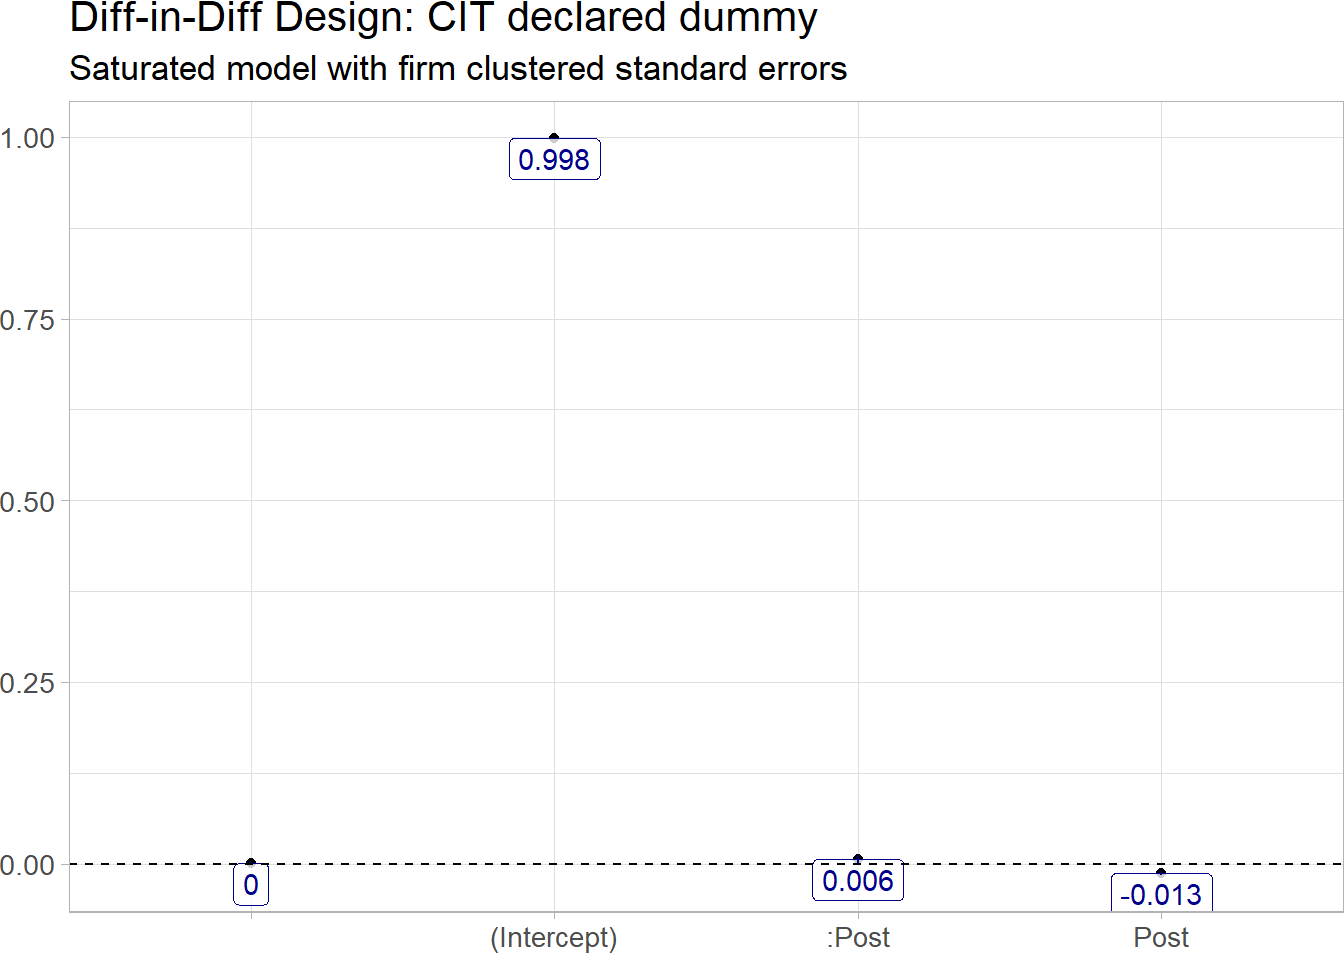 Diff-in-Diff Design: CIT declared dummy
Saturated model with firm clustered standard errors
1.00
0.998
0.75
0.50
0.25
0.00
0
0.006
-0.013
(Intercept)
:Post
Post